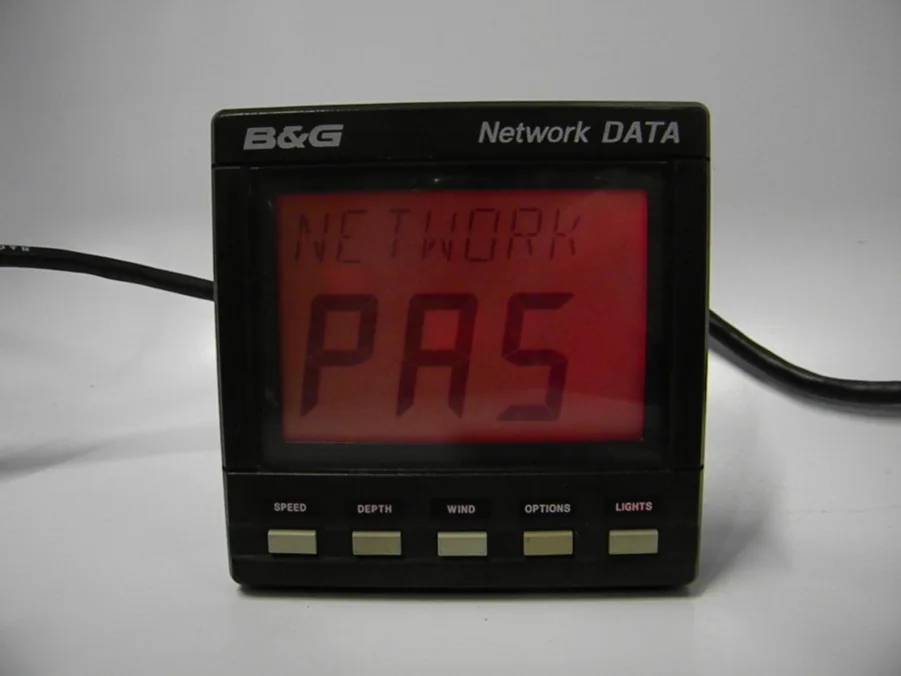 B&G Network DATA
NETWORK
PAS
SPEED DEPTH WIND OPTIONS LIGHTS